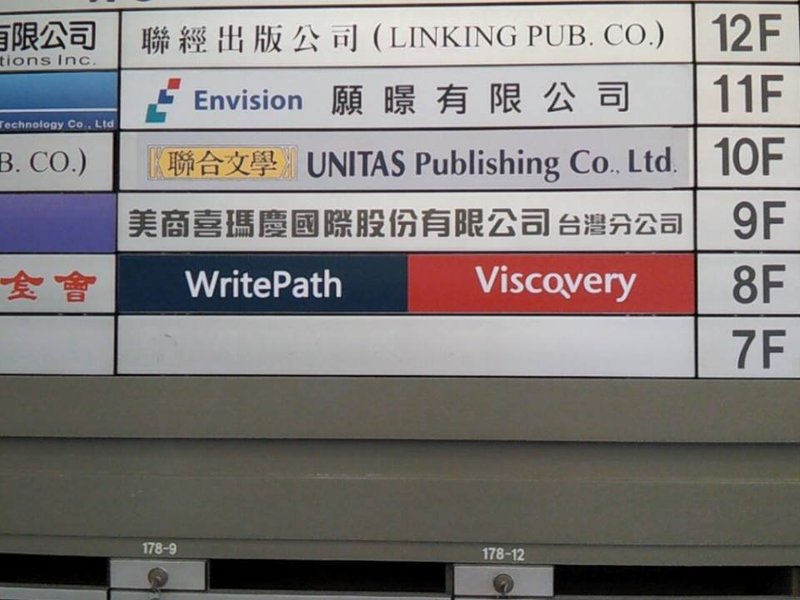 有限公司
tions Inc.
聯經出版公司 (LINKING PUB. CO.)
12F
Technology Co., Ltd
Envision 願暻有限公司
11F
B. CO.)
聯合文學 UNITAS Publishing Co., Ltd.
10F
美商喜瑪慶國際股份有限公司台灣分公司
9F
金會
WritePath
Viscovery
8F
7F
178-9
178-12